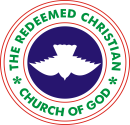 THE REDEEMED CHRISTIAN
CHURCH OF GOD